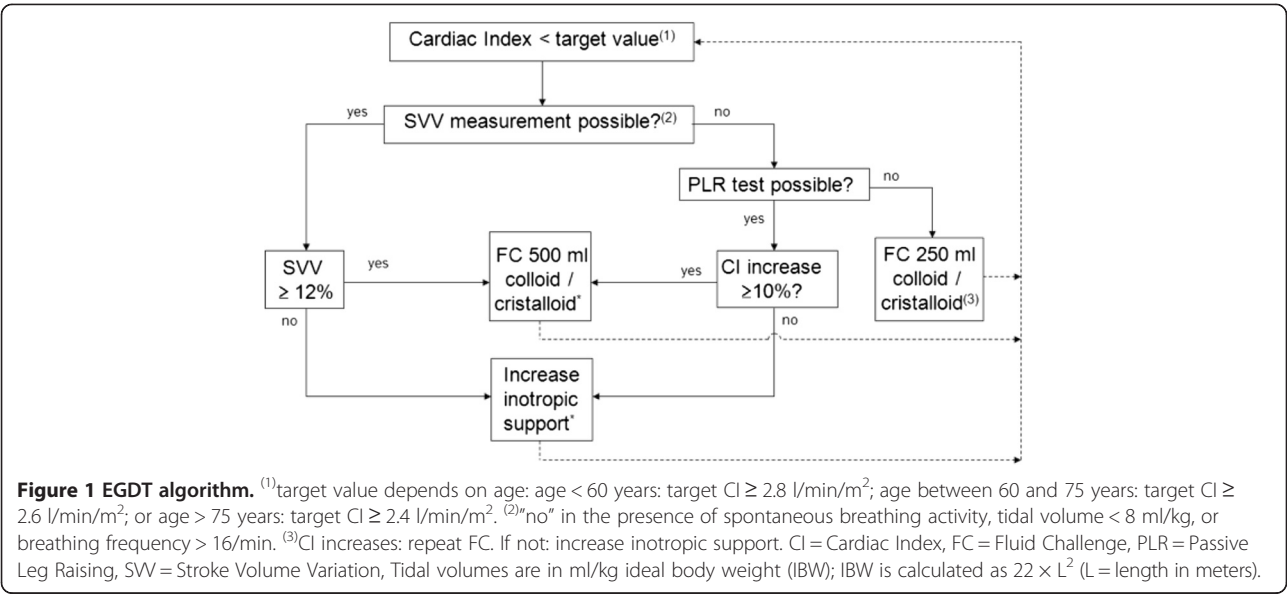 Cardiac Index < target value(1)
yes
SVV measurement possible?(2)
no
PLR test possible?
no
yes
SVV
≥ 12%
yes
FC 500 ml
colloid /
cristalloid*
yes
CI increase
≥10%?
FC 250 ml
colloid /
cristalloid(3)
no
no
Increase
inotropic
support*
Figure 1 EGDT algorithm. (1)target value depends on age: age < 60 years: target CI ≥ 2.8 l/min/m2; age between 60 and 75 years: target CI ≥
2.6 l/min/m2; or age > 75 years: target CI ≥ 2.4 l/min/m2. (2)"no" in the presence of spontaneous breathing activity, tidal volume < 8 ml/kg, or
breathing frequency > 16/min. (3)CI increases: repeat FC. If not: increase inotropic support. CI = Cardiac Index, FC = Fluid Challenge, PLR = Passive
Leg Raising, SVV = Stroke Volume Variation, Tidal volumes are in ml/kg ideal body weight (IBW); IBW is calculated as 22 × L2 (L = length in meters).